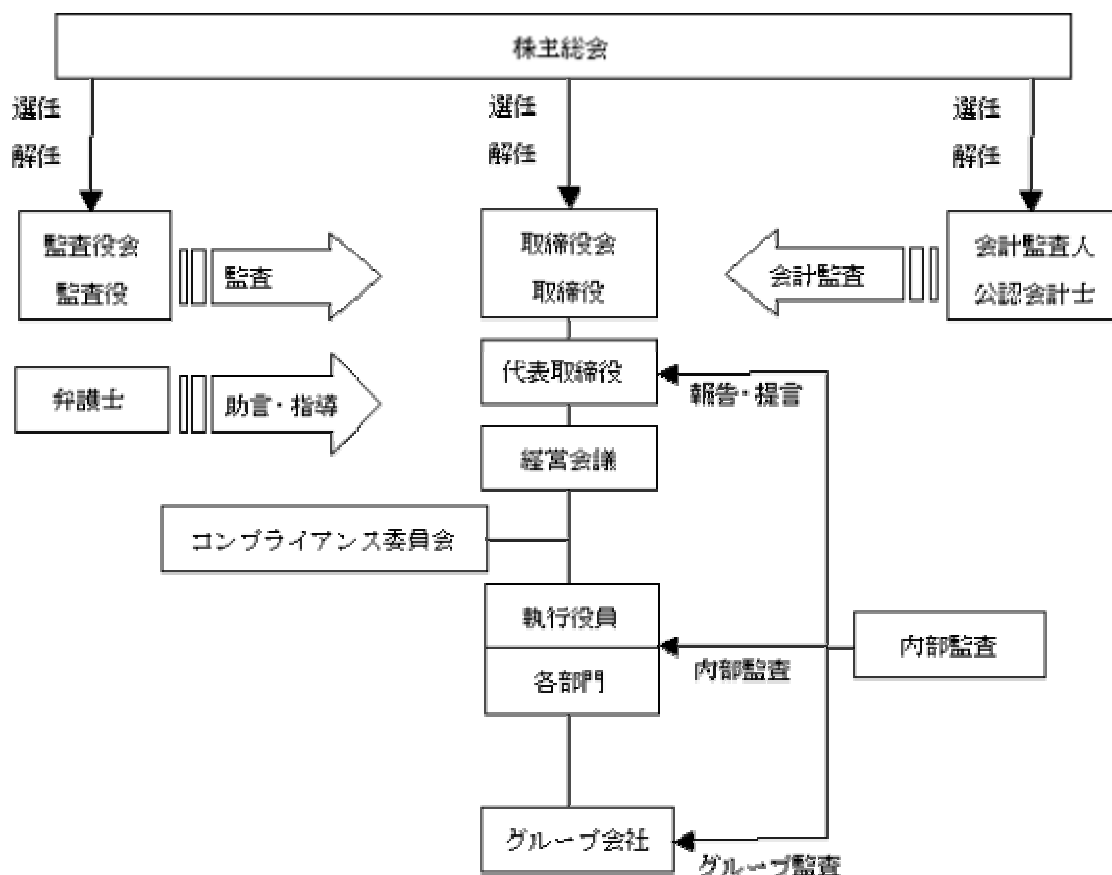 株主総会
選任
解任
選任
解任
選任
解任
監査役会
監査役
監査
取締役会
取締役
会計監査
会計監査人
公認会計士
弁護士
助言・指導
代表取締役
報告・提言
経営会議
コンプライアンス委員会
執行役員
各部門
内部監査
内部監査
グループ会社
グループ監査